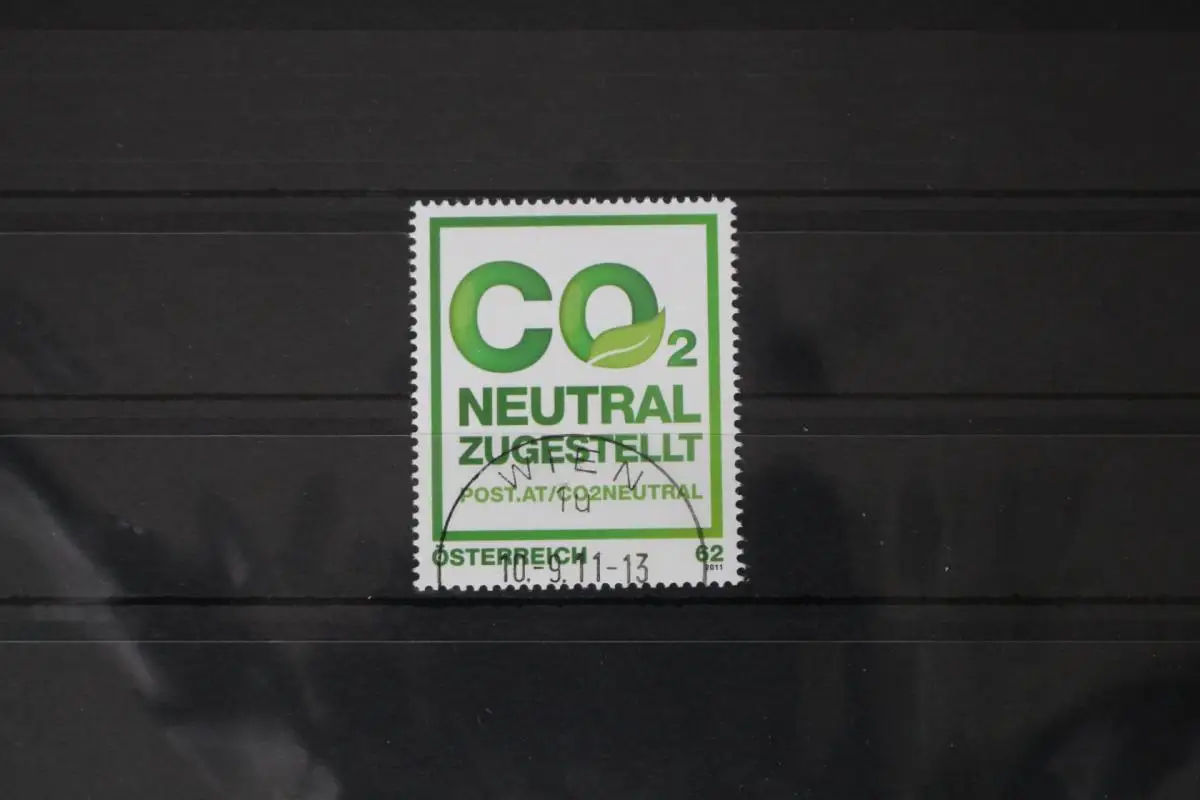 CO2
NEUTRAL
ZUGESTELLT
WIEN
POST.AT/CO2NEUTRAL
ÖSTERREICH 62
10.-9.11-13 2011